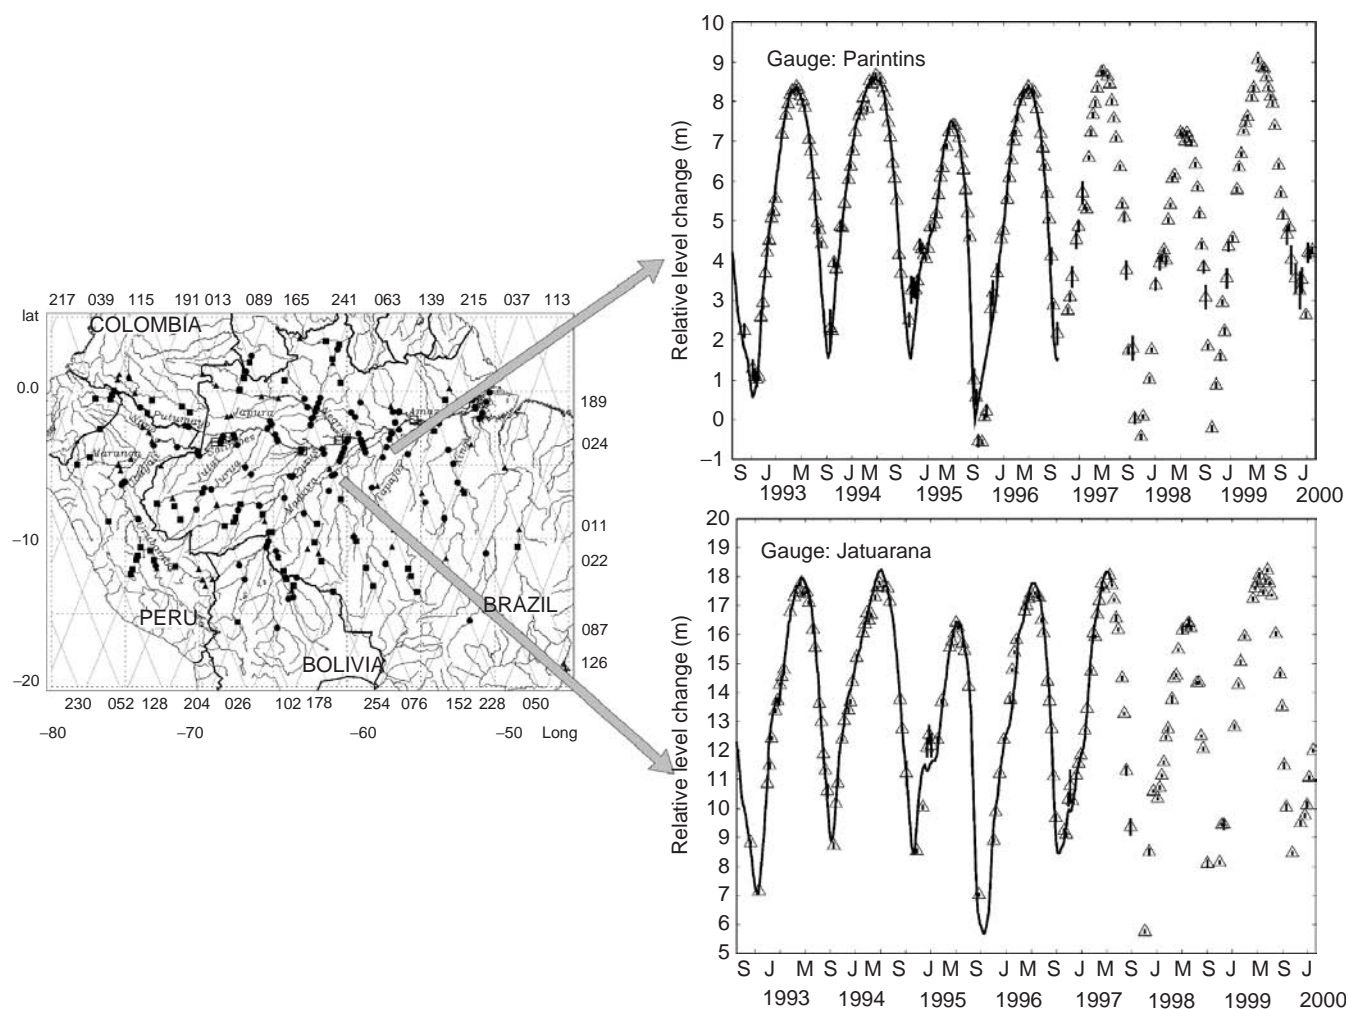 217 039 115 191 013 089 165 241 063 139 215 037 113
lat
COLOMBIA
0.0
189
024
Putumayo
Japura
011
–10
022
PERU
BRAZIL
087
BOLIVIA
126
–20
230 052 128 204 026 102 178 254 076 152 228 050
–80 –70 –60 –50 Long
Gauge: Parintins
Relative level change (m)
10
9
8
7
6
5
4
3
2
1
0
–1
S J M S J M S J M S J M S J M S J M S J M S J
1993 1994 1995 1996 1997 1998 1999 2000
Gauge: Jatuarana
Relative level change (m)
20
19
18
17
16
15
14
13
12
11
10
9
8
7
6
5
S J M S J M S J M S J M S J M S J M S J M S J
1993 1994 1995 1996 1997 1998 1999 2000